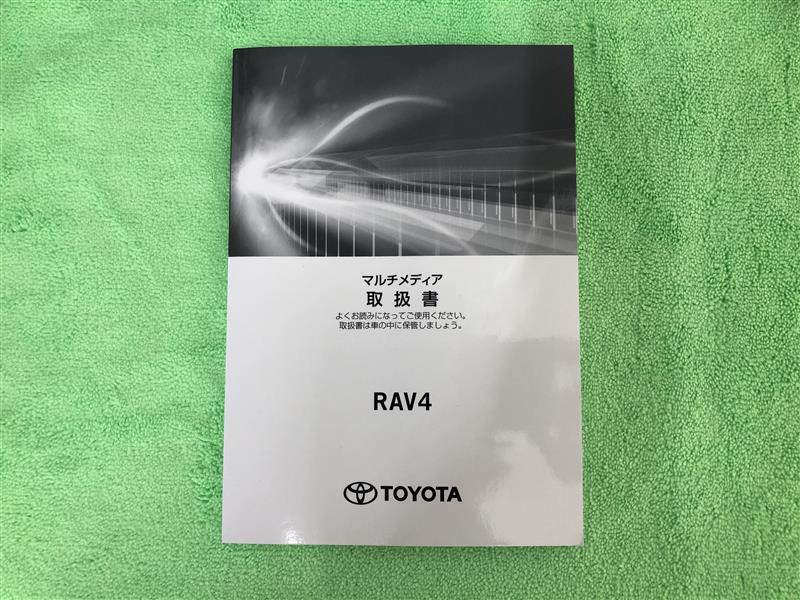 マルチメディア
取扱書
よくお読みになってご使用ください。
取扱書は車の中に保管しましょう。
RAV4
TOYOTA